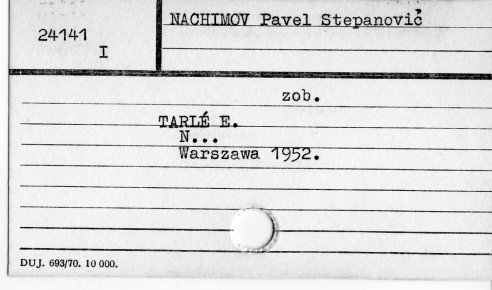 NACHIMOV Pavel Stepanovič
24141
I
zob.
TARLÉ E.
N...
Warszawa 1952.
DUJ. 693/70. 10 000.